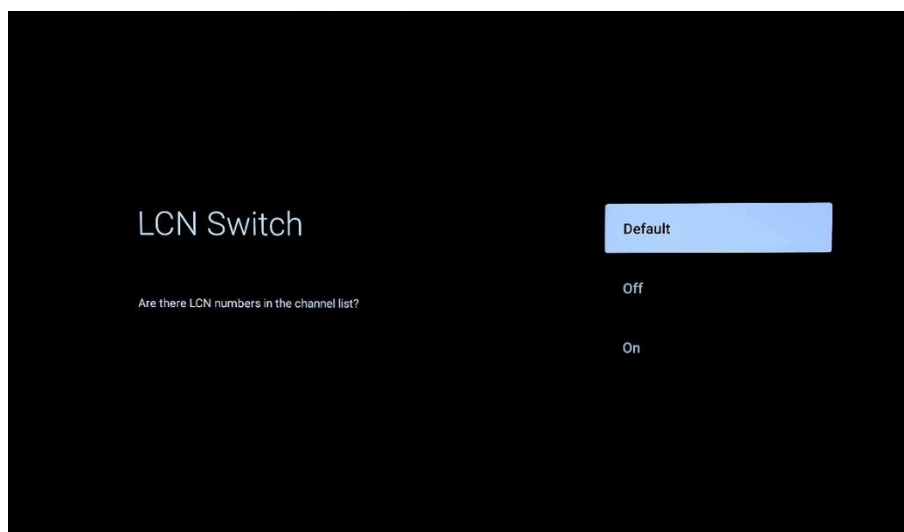 LCN Switch
Are there LCN numbers in the channel list?
Default
Off
On